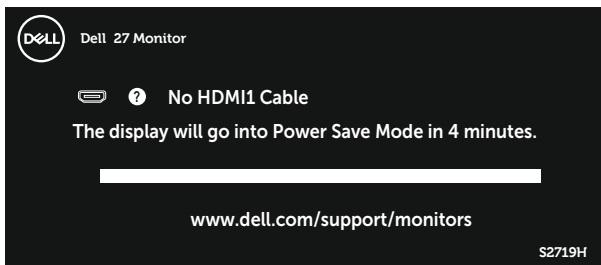 DELL
Dell 27 Monitor
? No HDMI1 Cable
The display will go into Power Save Mode in 4 minutes.
www.dell.com/support/monitors
S2719H